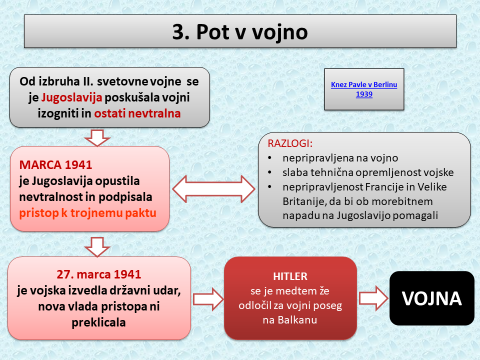 3. Pot v vojno
Od izbruha II. svetovne vojne se
je Jugoslavija poskušala vojni
izogniti in ostati nevtralna
Knez Pavle v Berlinu
1939
MARCA 1941
je Jugoslavija opustila
nevtralnost in podpisala
pristop k trojnemu paktu
RAZLOGI:
• nepripravljena na vojno
• slaba tehnična opremljenost vojske
• nepripravljenost Francije in Velike
Britanije, da bi ob morebitnem
napadu na Jugoslavijo pomagali
27. marca 1941
je vojska izvedla državni udar,
nova vlada pristopa ni
preklicala
HITLER
se je medtem že
odločil za vojni poseg
na Balkanu
VOJNA